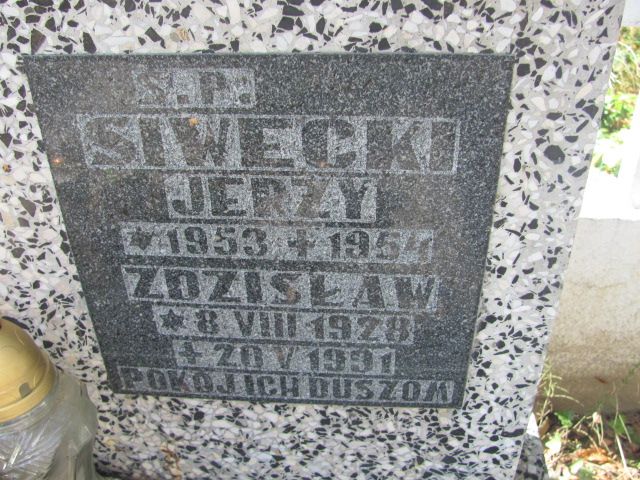 Ś.P.
SIWECKI
JERZY
* 1953 + 1954
ZDZISŁAW
* 8 VIII 1928
+ 20 V 1991
POKÓJ ICH DUSZOM